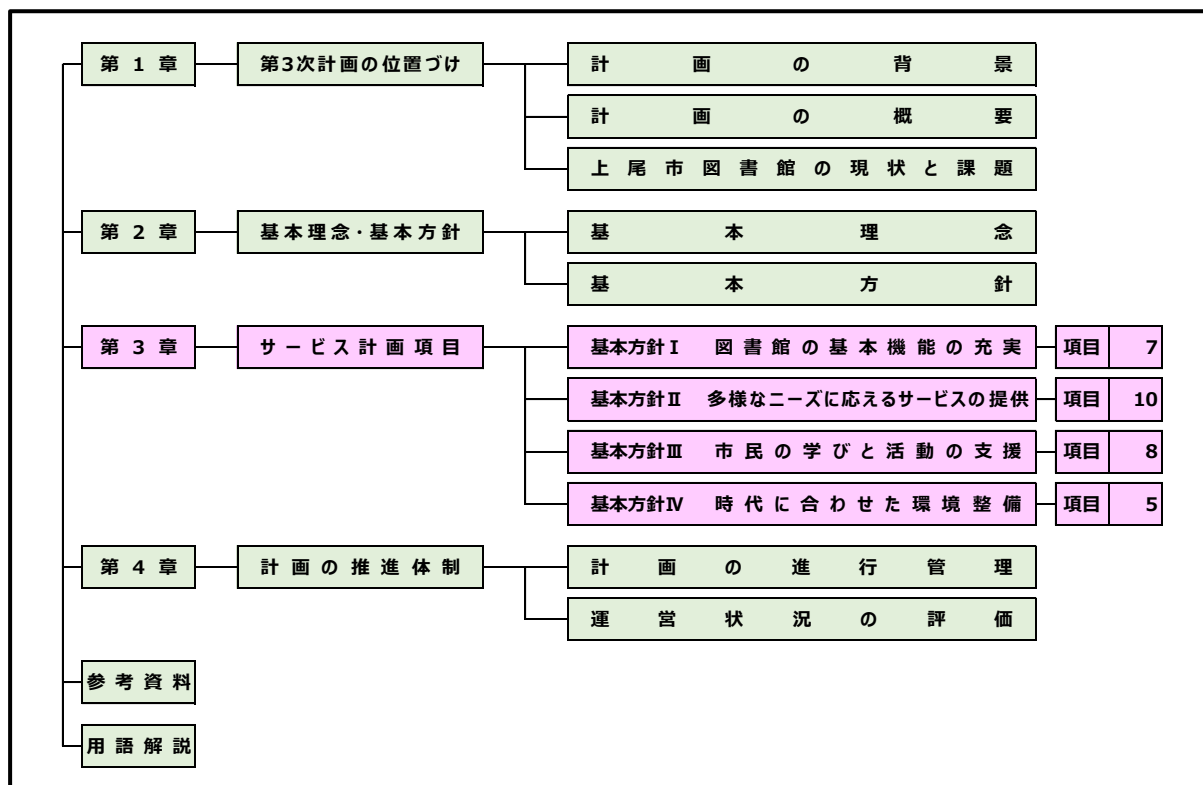 第1章 第3次計画の位置づけ 計画の背景
計画の概要
上尾市図書館の現状と課題
第2章 基本理念・基本方針 基本理念
基本方針
第3章 サービス計画項目 基本方針Ⅰ 図書館の基本機能の充実 項目 7
基本方針Ⅱ 多様なニーズに応えるサービスの提供 項目 10
基本方針Ⅲ 市民の学びと活動の支援 項目 8
基本方針Ⅳ 時代に合わせた環境整備 項目 5
第4章 計画の推進体制 計画の進行管理
運営状況の評価
参考資料
用語解説